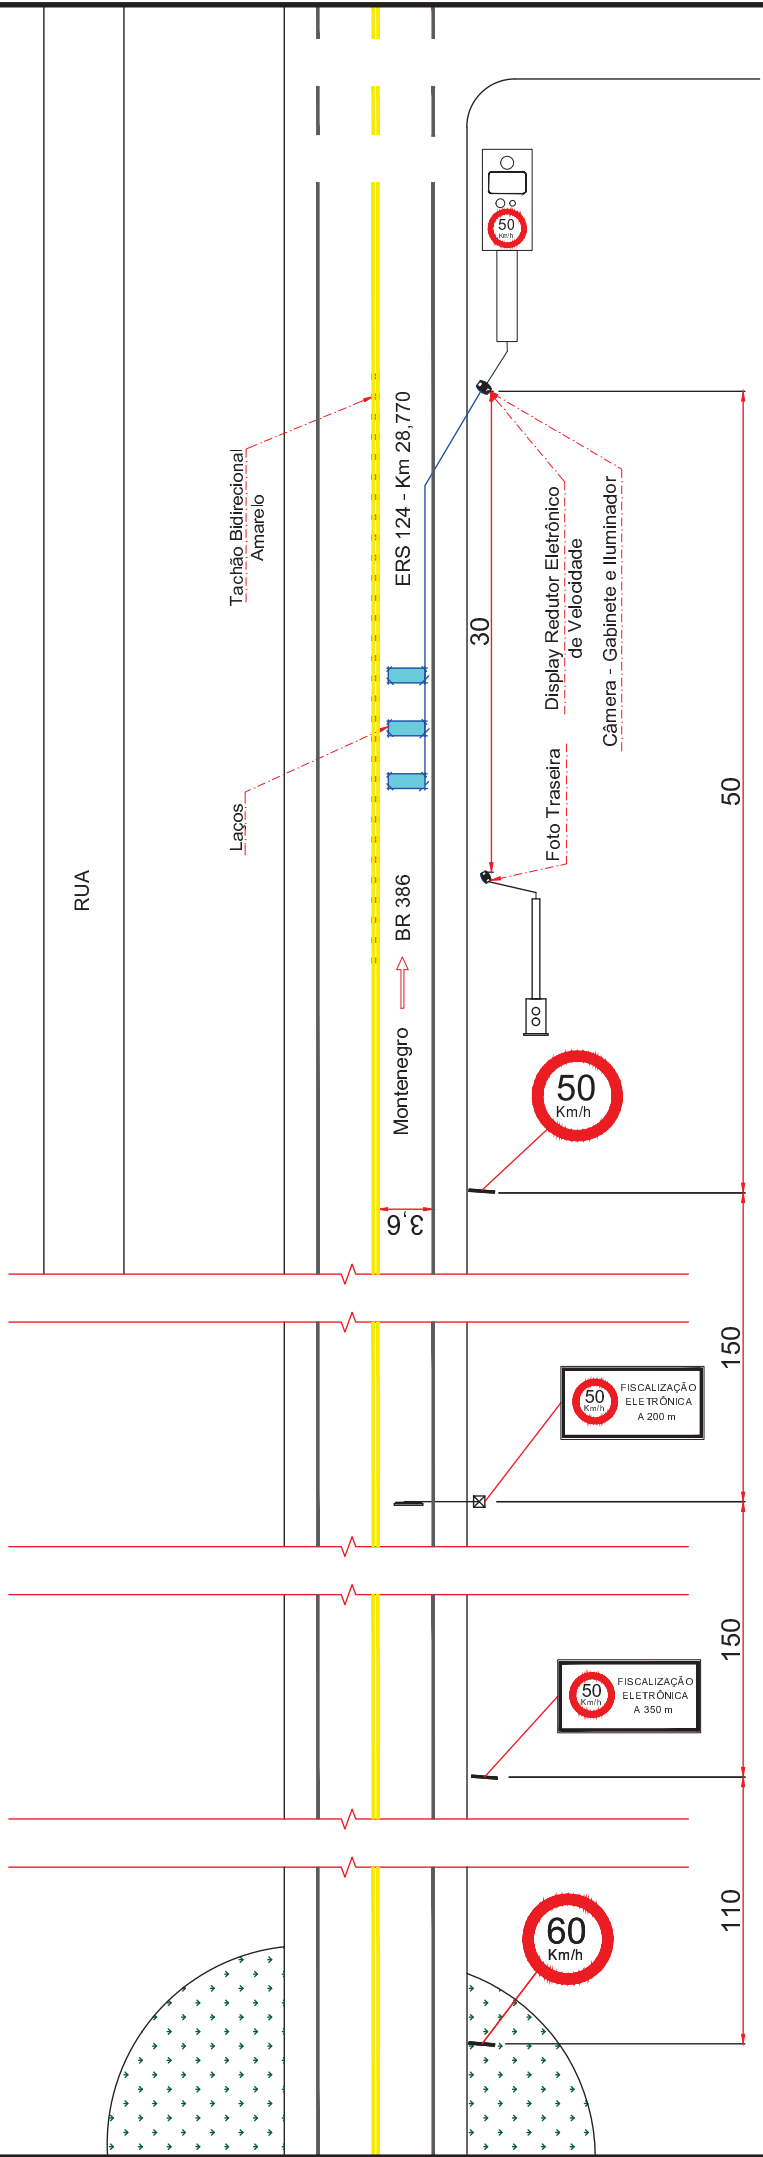 50
Km/h
Tachão Bidirecional
Amarelo
ERS 124 - Km 28,770
Display Redutor Eletrônico
de Velocidade
Câmera - Gabinete e Iluminador
30
Laços
Foto Traseira
50
RUA
BR 386
Montenegro
50
Km/h
3,6
150
50
Km/h
FISCALIZAÇÃO
ELETRÔNICA
A 200 m
150
50
Km/h
FISCALIZAÇÃO
ELETRÔNICA
A 350 m
110
60
Km/h